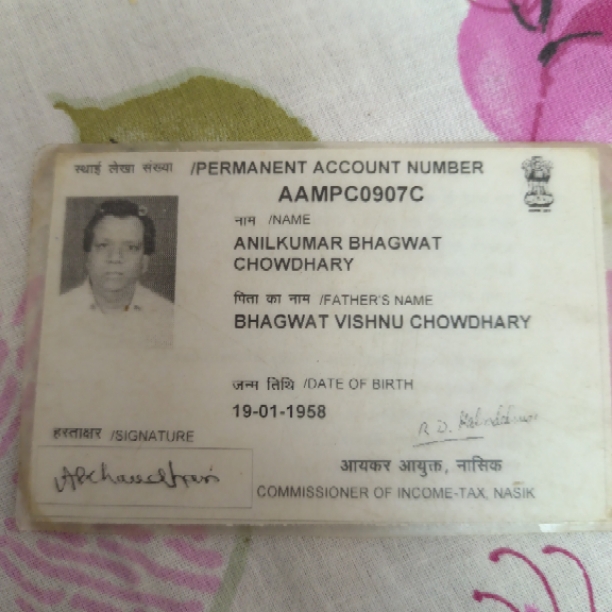 स्थाई लेखा संख्या /PERMANENT ACCOUNT NUMBER
AAMPC0907C
नाम /NAME
ANILKUMAR BHAGWAT
CHOWDHARY
पिता का नाम /FATHER'S NAME
BHAGWAT VISHNU CHOWDHARY
जन्म तिथि /DATE OF BIRTH
19-01-1958
हस्ताक्षर /SIGNATURE
आयकर आयुक्त, नासिक
COMMISSIONER OF INCOME-TAX, NASIK